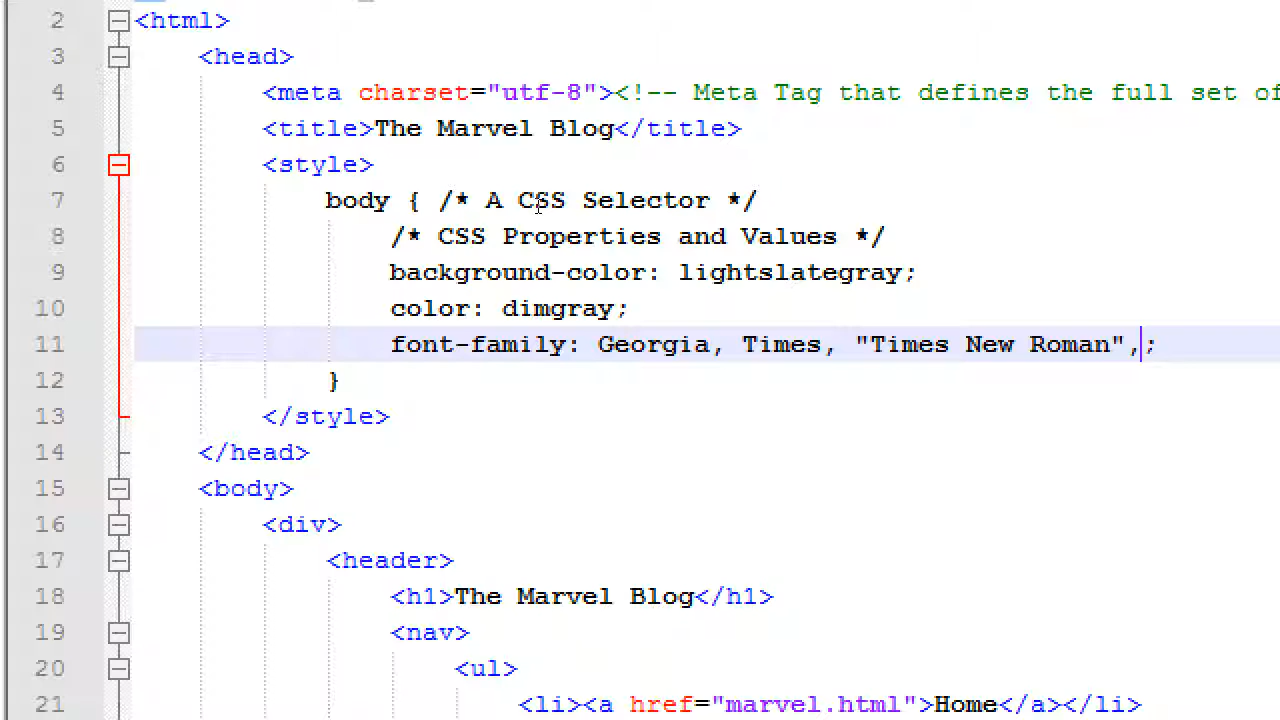 2 <html>
3 <head>
4 <meta charset="utf-8"><!-- Meta Tag that defines the full set of
5 <title>The Marvel Blog</title>
6 <style>
7 body { /* A CSS Selector */
8 /* CSS Properties and Values */
9 background-color: lightslategray;
10 color: dimgray;
11 font-family: Georgia, Times, "Times New Roman",;
12 }
13 </style>
14 </head>
15 <body>
16 <div>
17 <header>
18 <h1>The Marvel Blog</h1>
19 <nav>
20 <ul>
21 <li><a href="marvel.html">Home</a></li>